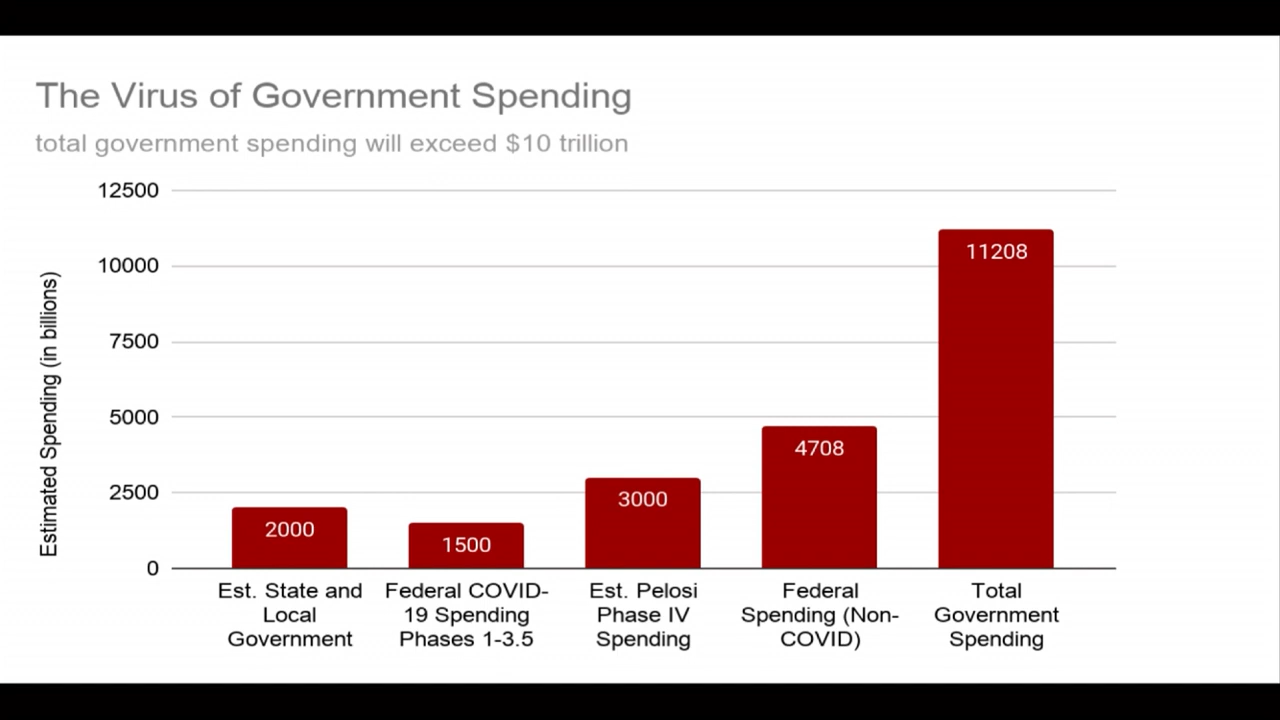 The Virus of Government Spending
total government spending will exceed $10 trillion
Estimated Spending (in billions)
12500
10000
7500
5000
2500
0
2000
1500
3000
4708
11208
Est. State and
Local
Government
Federal COVID-
19 Spending
Phases 1-3.5
Est. Pelosi
Phase IV
Spending
Federal
Spending (Non-
COVID)
Total
Government
Spending